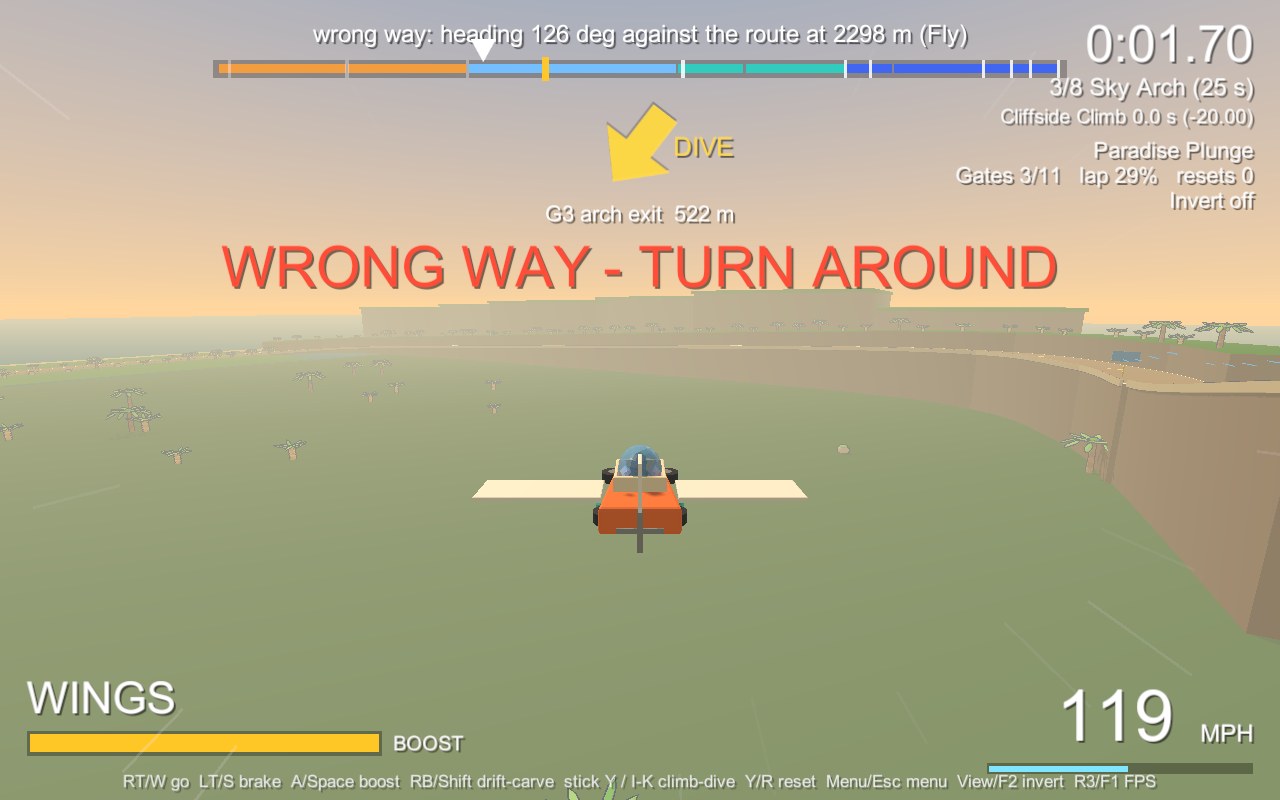 wrong way: heading 126 deg against the route at 2298 m (Fly)
0:01.70
3/8 Sky Arch (25 s)
Cliffside Climb 0.0 s (-20.00)
Paradise Plunge
Gates 3/11 lap 29% resets 0
Invert off
DIVE
G3 arch exit 522 m
WRONG WAY - TURN AROUND
WINGS
BOOST
119 MPH
RT/W go LT/S brake A/Space boost RB/Shift drift-carve stick Y / I-K climb-dive Y/R reset Menu/Esc menu View/F2 invert R3/F1 FPS